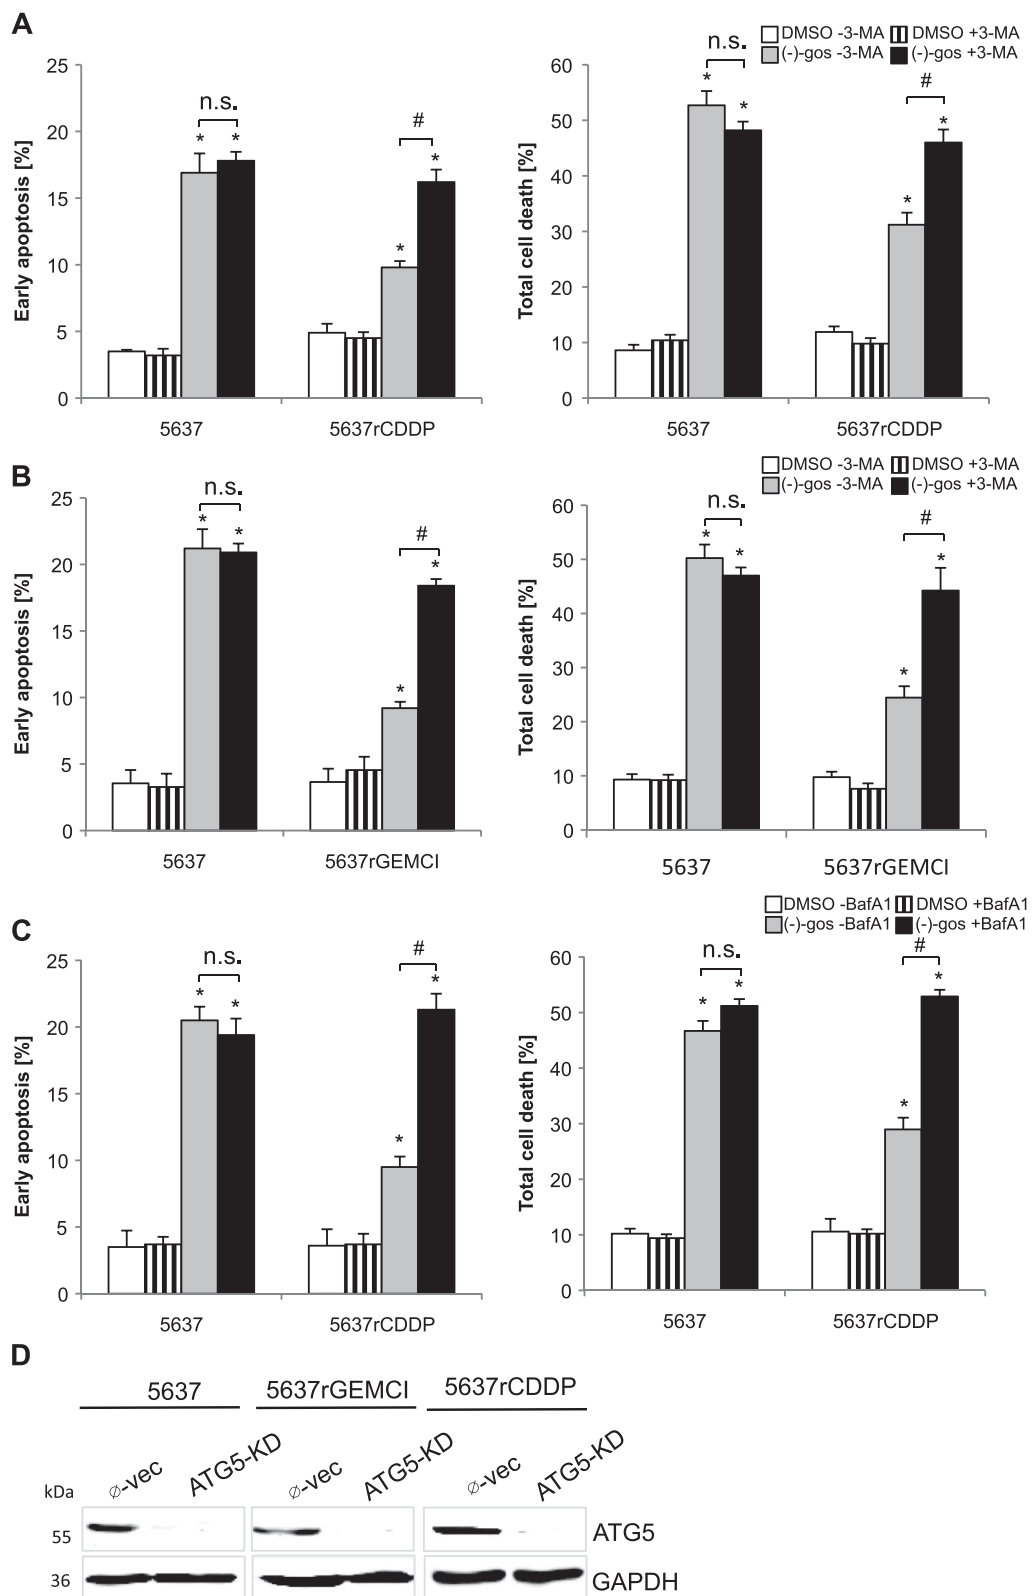 A
DMSO -3-MA DMSO +3-MA
(-)-gos -3-MA (-)-gos +3-MA
Early apoptosis [%]
25
20
15
10
5
0
n.s.
* *
*
#
*
5637 5637rCDDP
Total cell death [%]
60
50
40
30
20
10
0
n.s.
* *
*
#
*
5637 5637rCDDP
B
DMSO -3-MA DMSO +3-MA
(-)-gos -3-MA (-)-gos +3-MA
Early apoptosis [%]
25
20
15
10
5
0
n.s.
* *
*
#
*
5637 5637rGEMCI
Total cell death [%]
60
50
40
30
20
10
0
n.s.
* *
*
#
*
5637 5637rGEMCI
C
DMSO -BafA1 DMSO +BafA1
(-)-gos -BafA1 (-)-gos +BafA1
Early apoptosis [%]
25
20
15
10
5
0
n.s.
* *
*
#
*
5637 5637rCDDP
Total cell death [%]
60
50
40
30
20
10
0
n.s.
* *
*
#
*
5637 5637rCDDP
D
5637 5637rGEMCI 5637rCDDP
kDa ø-vec ATG5-KD ø-vec ATG5-KD ø-vec ATG5-KD
55 ATG5
36 GAPDH